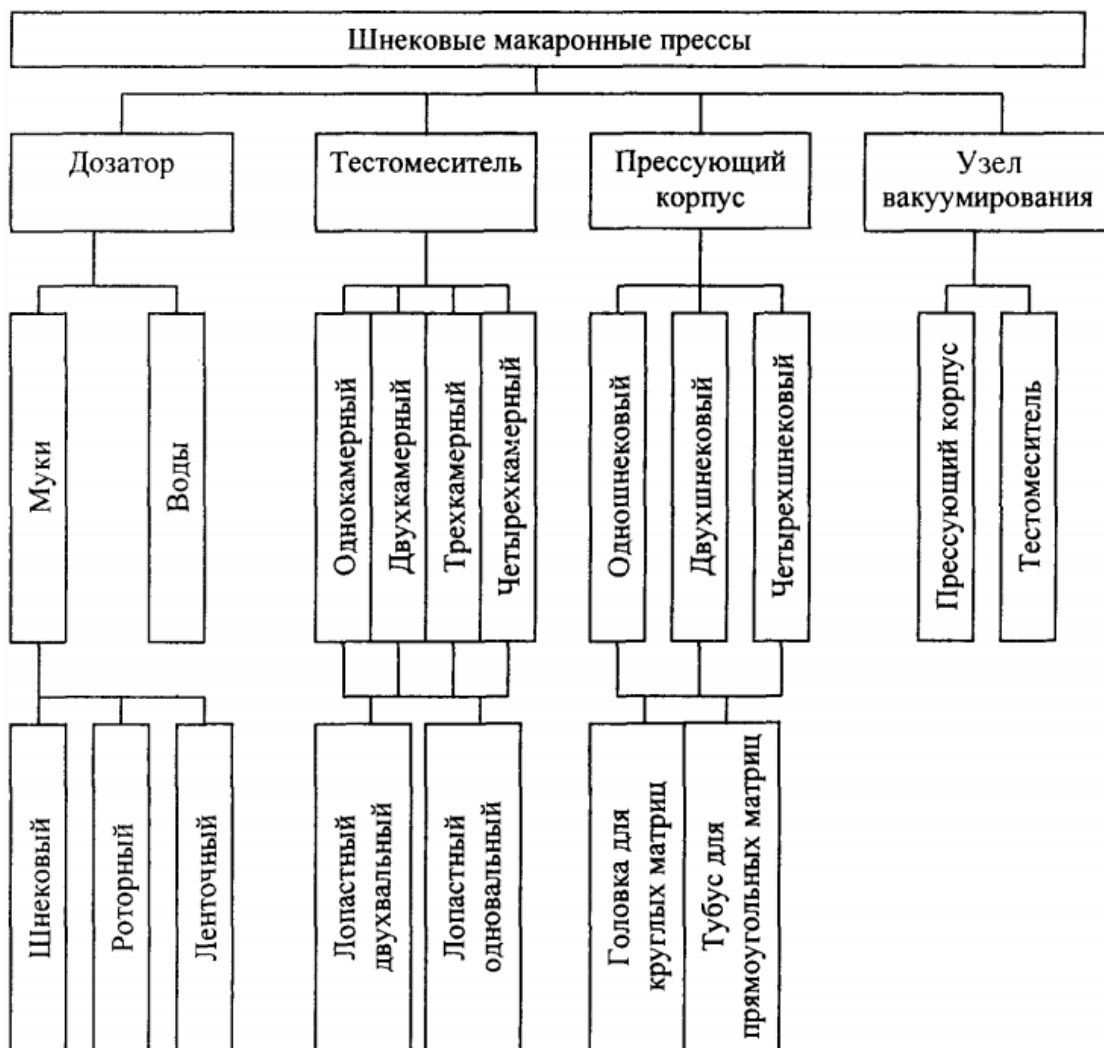 Шнековые макаронные прессы
Дозатор
Тестомеситель
Прессующий
корпус
Узел
вакуумирования
Муки
Воды
Однокамерный
Двухкамерный
Трехкамерный
Четырехкамерный
Одношнековый
Двухшнековый
Четырехшнековый
Прессующий корпус
Тестомеситель
Шнековый
Роторный
Ленточный
Лопастный
двухвальный
Лопастный
одновальный
Головка для
круглых матриц
Тубус для
прямоугольных матриц